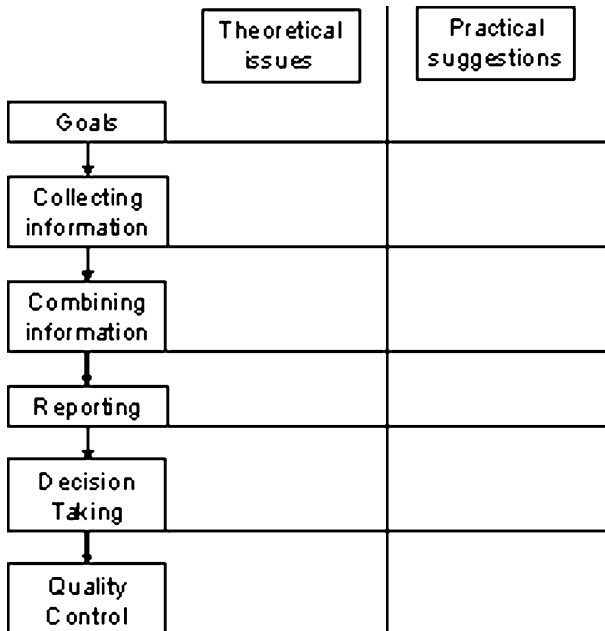 Theoretical
issues
Practical
suggestions
Goals
Collecting
information
Combining
information
Reporting
Decision
Taking
Quality
Control